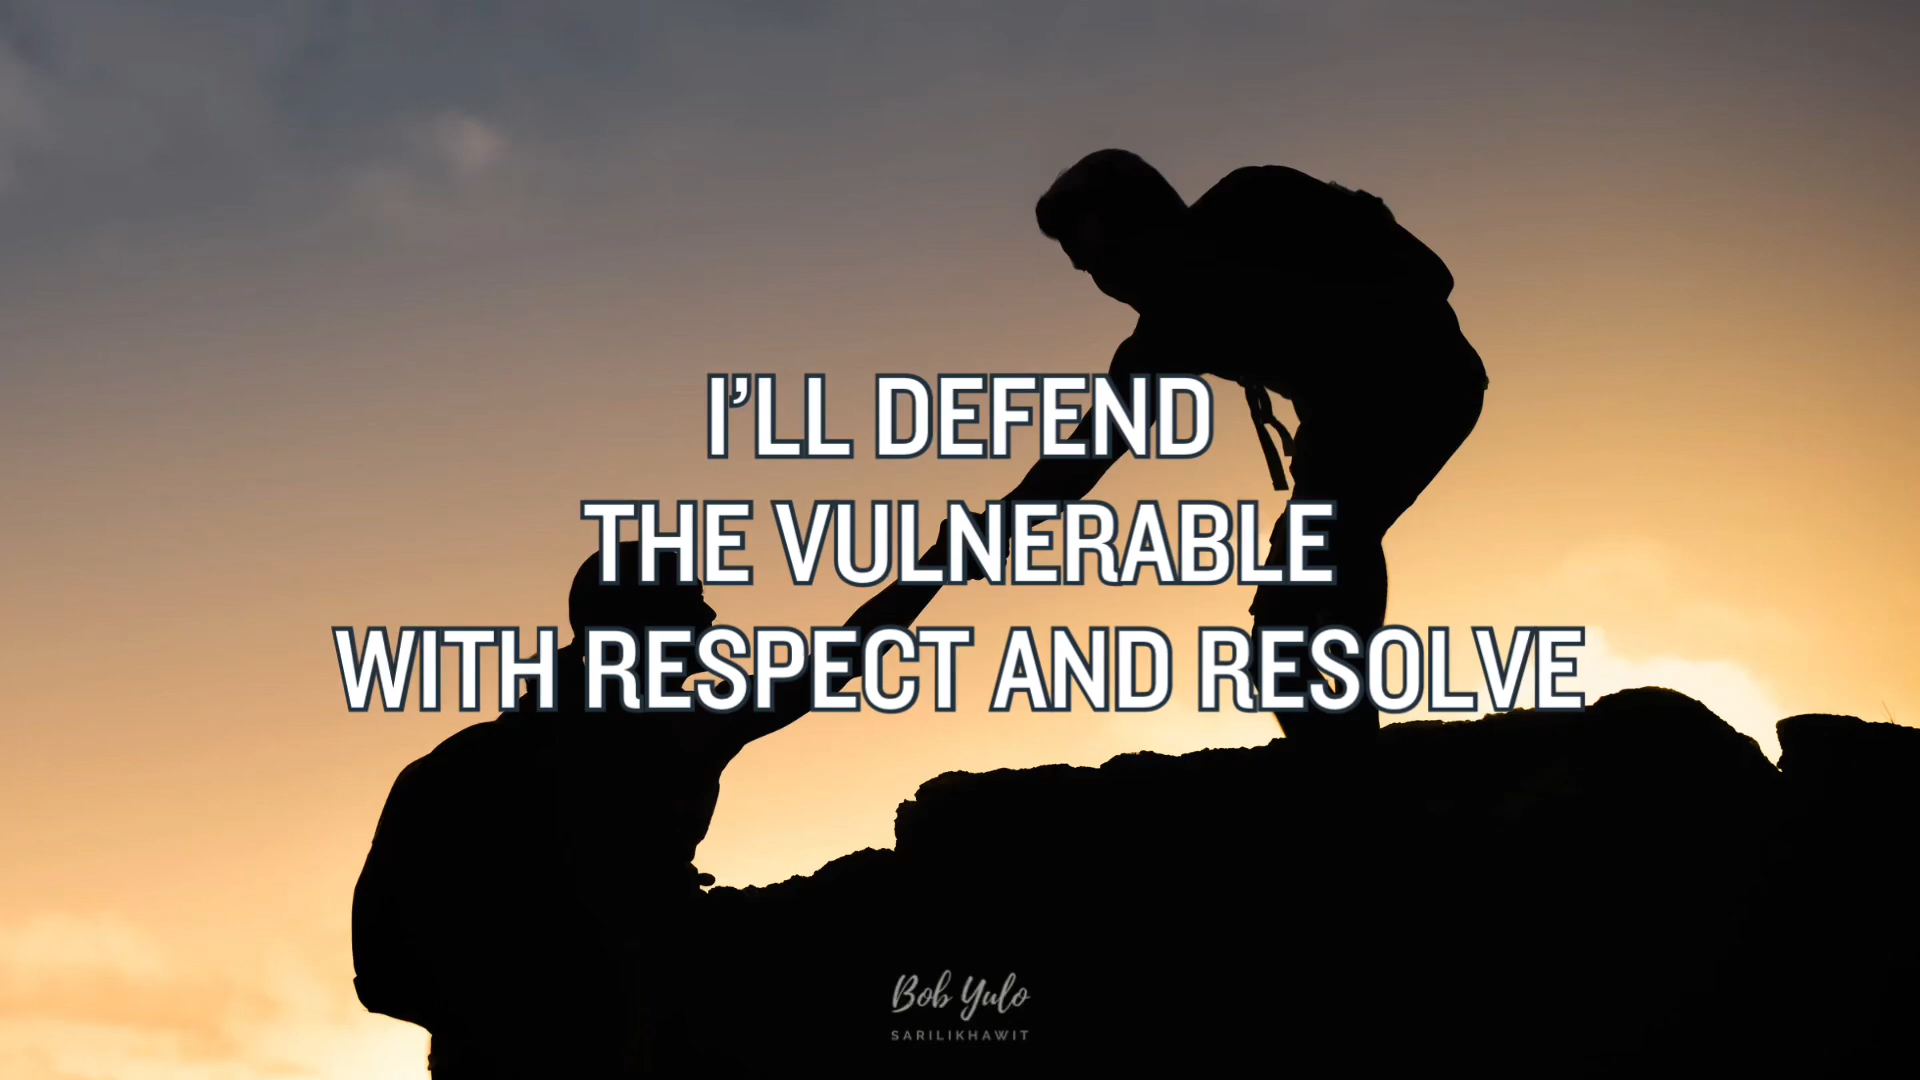 I’LL DEFEND
THE VULNERABLE
WITH RESPECT AND RESOLVE
Bob Yulo
SARILIKHAWIT